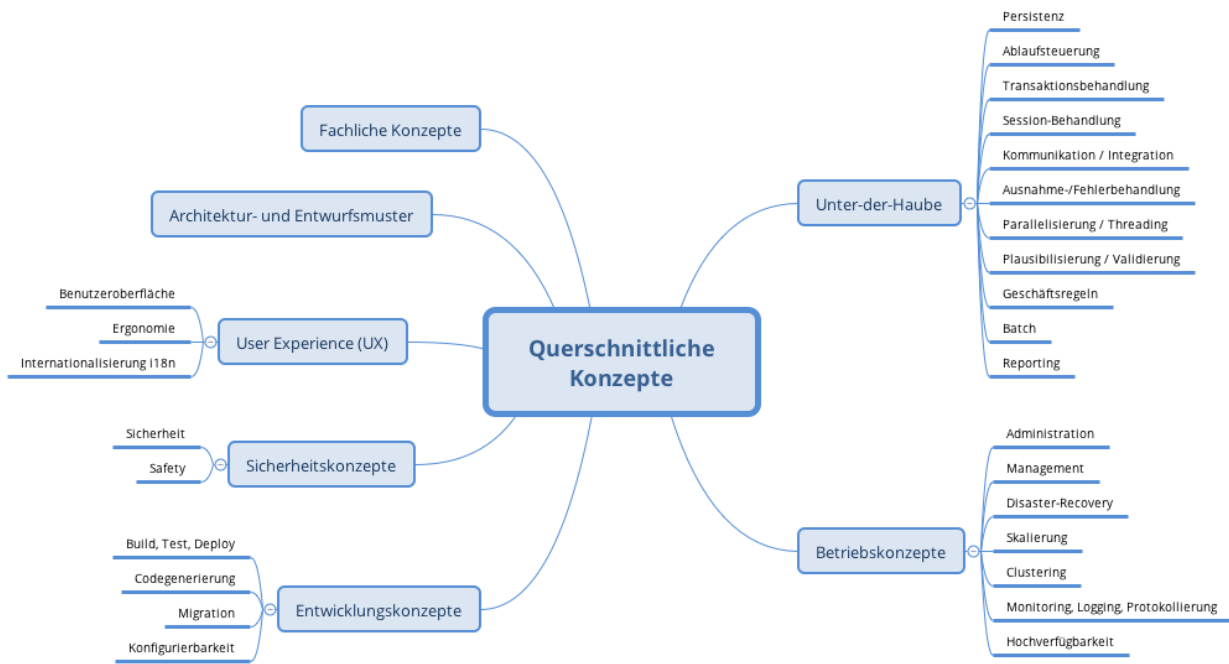 Querschnittliche
Konzepte
Fachliche Konzepte
Architektur- und Entwurfsmuster
User Experience (UX)
Benutzeroberfläche
Ergonomie
Internationalisierung i18n
Sicherheitskonzepte
Sicherheit
Safety
Entwicklungskonzepte
Build, Test, Deploy
Codegenerierung
Migration
Konfigurierbarkeit
Unter-der-Haube
Persistenz
Ablaufsteuerung
Transaktionsbehandlung
Session-Behandlung
Kommunikation / Integration
Ausnahme-/Fehlerbehandlung
Parallelisierung / Threading
Plausibilisierung / Validierung
Geschäftsregeln
Batch
Reporting
Betriebskonzepte
Administration
Management
Disaster-Recovery
Skalierung
Clustering
Monitoring, Logging, Protokollierung
Hochverfügbarkeit